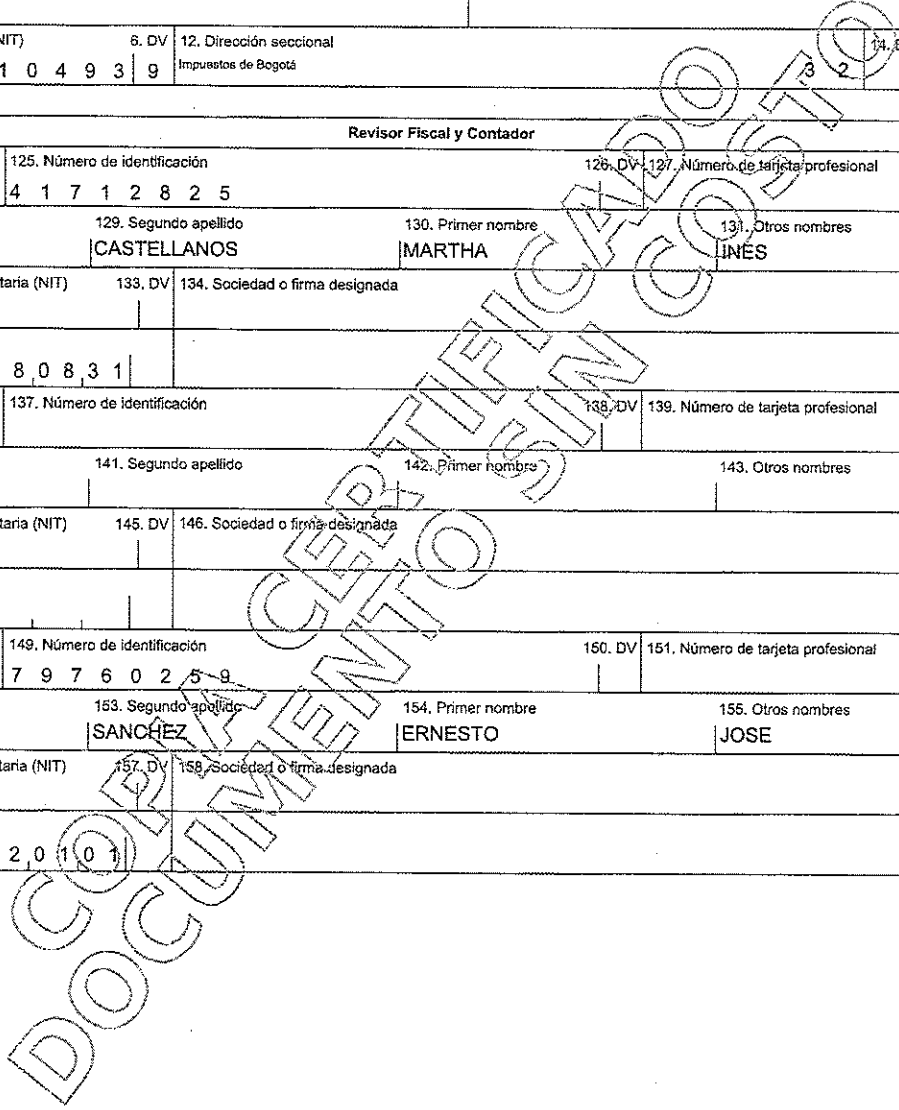 NIT) 6. DV 12. Dirección seccional 14. B
1 0 4 9 3 9 Impuestos de Bogotá 3 2
Revisor Fiscal y Contador
125. Número de identificación 126. DV 127. Número de tarjeta profesional
4 1 7 1 2 8 2 5
129. Segundo apellido 130. Primer nombre 131. Otros nombres
CASTELLANOS MARTHA INES
taria (NIT) 133. DV 134. Sociedad o firma designada
8 0 8 3 1
137. Número de identificación 138. DV 139. Número de tarjeta profesional
141. Segundo apellido 142. Primer nombre 143. Otros nombres
taria (NIT) 145. DV 146. Sociedad o firma designada
149. Número de identificación 150. DV 151. Número de tarjeta profesional
7 9 7 6 0 2 5 9
153. Segundo apellido 154. Primer nombre 155. Otros nombres
SANCHEZ ERNESTO JOSE
taria (NIT) 157. DV 158. Sociedad o firma designada
2 0 1 0 1
COPIA CERTIFICADO
DOCUMENTO SIN COSTO